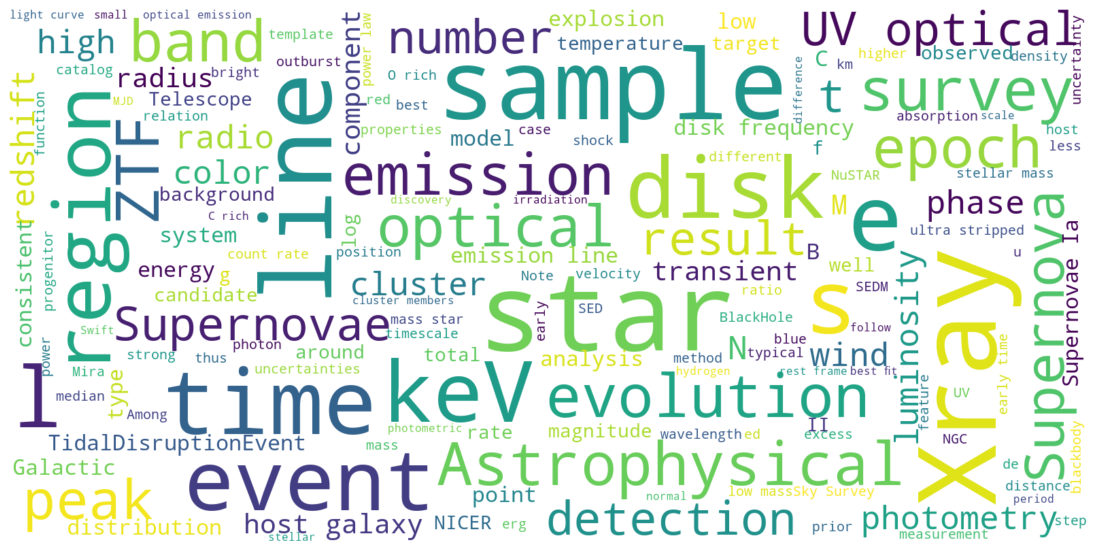 light curve
small
optical emission
high
band
template
number
explosion
temperature
low
target
UV optical
catalog
radius
bright
outburst
component
power law
O rich
best
red
sample
difference
C
km
observed
density
uncertainty
redshift
function
MJD
Telescope
relation
region
ZTF
radio
color
background
C rich
system
line
properties
model
case
shock
disk frequency
f
t
survey
absorption
scale
host
less
epoch
stellar mass
emission
discovery
irradiation
different
disk
NuSTAR
M
e
phase
ultra stripped
u
log
optical
position
emission line
result
B
consistent
progenitor
energy
g
count rate
candidate
cluster
cluster members
Note
velocity
transient
well
SEDM
luminosity
Xray
Supernova
Supernovae Ia
Swift
Supernovae
mass star
timescale
early
SED
star
BlackHole
ratio
S
follow
power
strong
thus
photon
around
total
analysis
N
blue
typical
wind
Mira
uncertainties
method
hydrogen
rest frame
best fit
UV
early time
l
median
type
Among
time
keV
evolution
feature
TidalDisruptionEvent
photometric
mass
rate
magnitude
wavelength
ed
II
excess
NGC
blackbody
Galactic
event
Astrophysical
de
distance
period
peak
distribution
host galaxy
stellar
NICER
point
erg
normal
detection
low mass
Sky Survey
prior
photometry
measurement
step